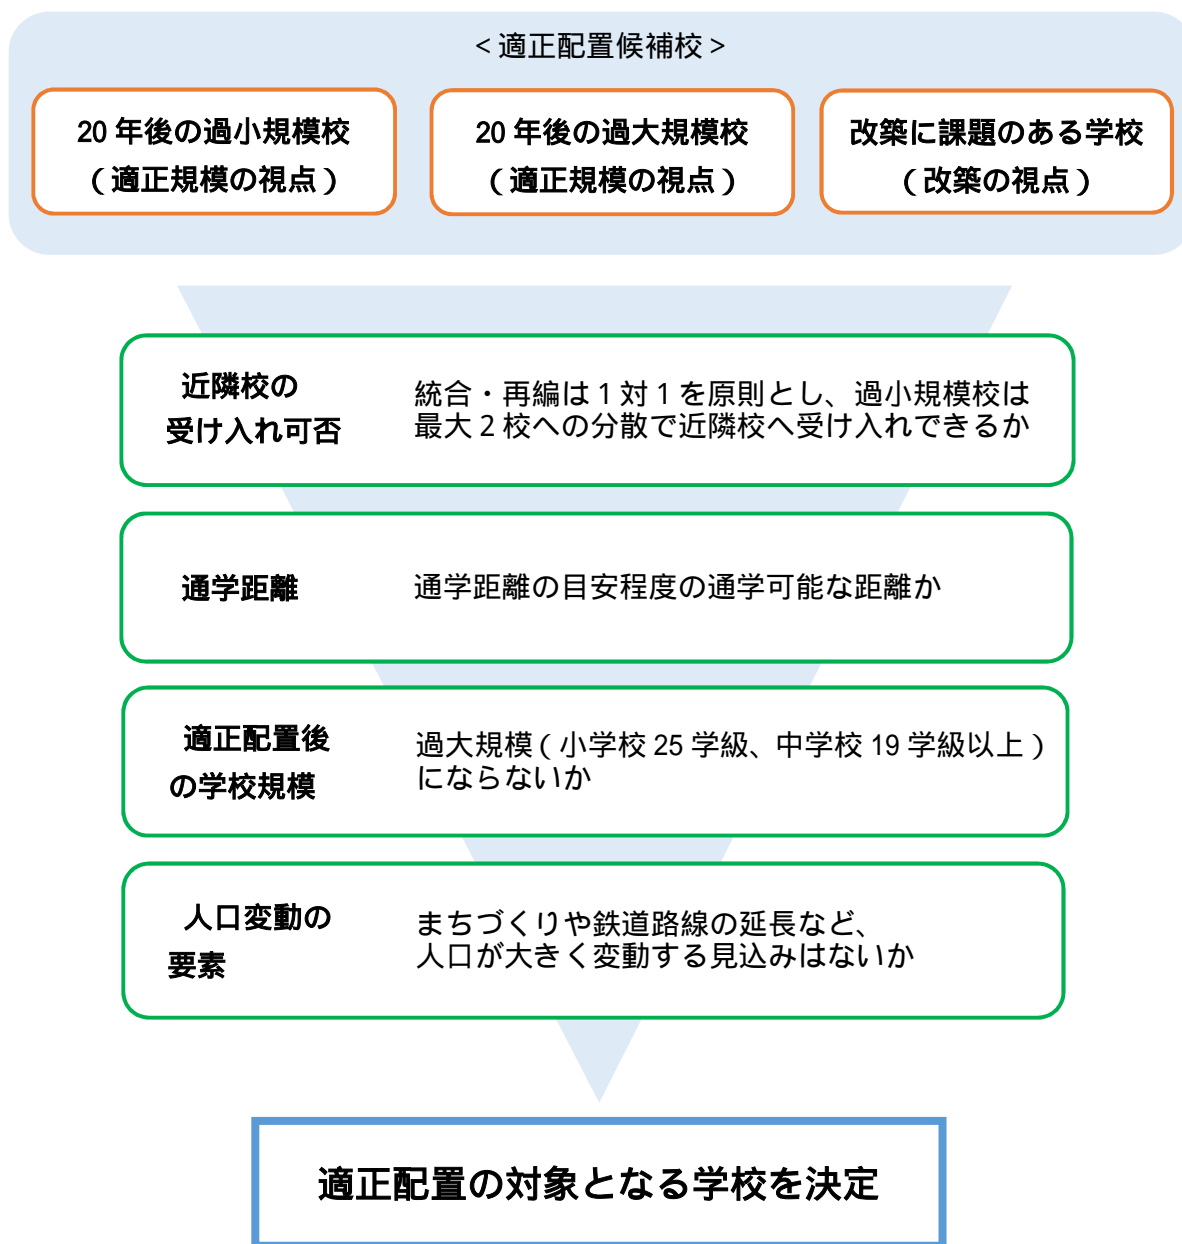 <適正配置候補校>
20年後の過小規模校
(適正規模の視点)
20年後の過大規模校
(適正規模の視点)
改築に課題のある学校
(改築の視点)
近隣校の
受け入れ可否
統合・再編は1対1を原則とし、過小規模校は
最大2校への分散で近隣校へ受け入れできるか
通学距離
通学距離の目安程度の通学可能な距離か
適正配置後
の学校規模
過大規模(小学校25学級、中学校19学級以上)
にならないか
人口変動の
要素
まちづくりや鉄道路線の延長など、
人口が大きく変動する見込みはないか
適正配置の対象となる学校を決定